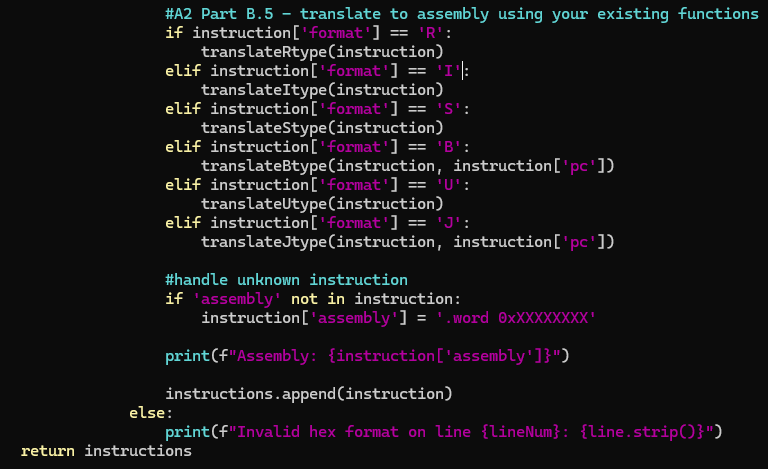 #A2 Part B.5 - translate to assembly using your existing functions
if instruction['format'] == 'R':
translateRtype(instruction)
elif instruction['format'] == 'I':
translateItype(instruction)
elif instruction['format'] == 'S':
translateStype(instruction)
elif instruction['format'] == 'B':
translateBtype(instruction, instruction['pc'])
elif instruction['format'] == 'U':
translateUtype(instruction)
elif instruction['format'] == 'J':
translateJtype(instruction, instruction['pc'])
#handle unknown instruction
if 'assembly' not in instruction:
instruction['assembly'] = '.word 0xXXXXXXXX'
print(f"Assembly: {instruction['assembly']}")
instructions.append(instruction)
else:
print(f"Invalid hex format on line {lineNum}: {line.strip()}")
return instructions